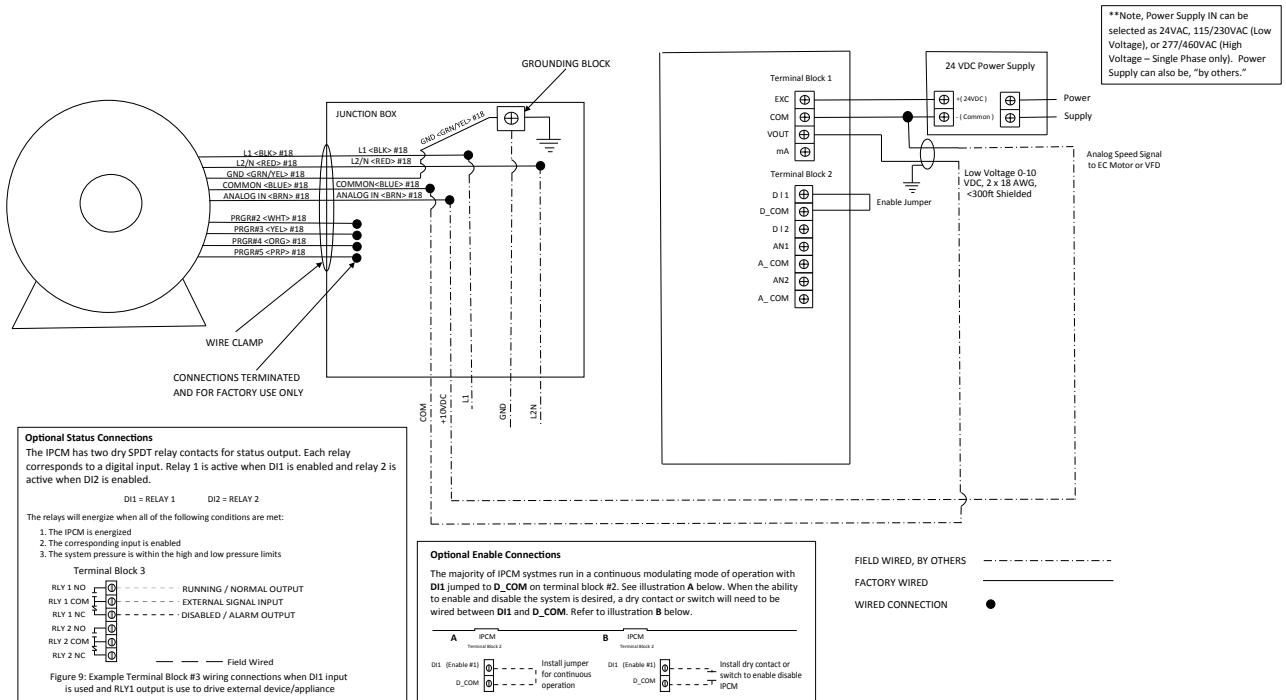 **Note, Power Supply IN can be
selected as 24VAC, 115/230VAC (Low
Voltage), or 277/460VAC (High
Voltage – Single Phase only). Power
Supply can also be, "by others."
GROUNDING BLOCK
JUNCTION BOX
GND <GRN/YEL> #18
L1 <BLK> #18
L2/N <RED> #18
GND <GRN/YEL> #18
COMMON <BLUE> #18
ANALOG IN <BRN> #18
L1 <BLK> #18
L2/N <RED> #18
COMMON<BLUE> #18
ANALOG IN <BRN> #18
PRGR#2 <WHT> #18
PRGR#3 <YEL> #18
PRGR#4 <ORG> #18
PRGR#5 <PRP> #18
WIRE CLAMP
CONNECTIONS TERMINATED
AND FOR FACTORY USE ONLY
COM
+10VDC
L1
GND
L2N
Terminal Block 1
EXC
COM
VOUT
mA
Terminal Block 2
D I 1
D_COM
D I 2
AN1
A_ COM
AN2
A_ COM
Enable Jumper
24 VDC Power Supply
+( 24VDC )
- ( Common )
Power
Supply
Analog Speed Signal
to EC Motor or VFD
Low Voltage 0-10
VDC, 2 x 18 AWG,
<300ft Shielded
Optional Status Connections
The IPCM has two dry SPDT relay contacts for status output. Each relay
corresponds to a digital input. Relay 1 is active when DI1 is enabled and relay 2 is
active when DI2 is enabled.
DI1 = RELAY 1 DI2 = RELAY 2
The relays will energize when all of the following conditions are met:
1. The IPCM is energized
2. The corresponding input is enabled
3. The system pressure is within the high and low pressure limits
Terminal Block 3
RLY 1 NO
RLY 1 COM
RLY 1 NC
RLY 2 NO
RLY 2 COM
RLY 2 NC
RUNNING / NORMAL OUTPUT
EXTERNAL SIGNAL INPUT
DISABLED / ALARM OUTPUT
Field Wired
Figure 9: Example Terminal Block #3 wiring connections when DI1 input
is used and RLY1 output is use to drive external device/appliance
Optional Enable Connections
The majority of IPCM systmes run in a continuous modulating mode of operation with
DI1 jumped to D_COM on terminal block #2. See illustration A below. When the ability
to enable and disable the system is desired, a dry contact or switch will need to be
wired between DI1 and D_COM. Refer to illustration B below.
A IPCM
Terminal Block 2
DI1 (Enable #1)
D_COM
Install jumper
for continuous
operation
B IPCM
Terminal Block 2
DI1 (Enable #1)
D_COM
Install dry contact or
switch to enable disable
IPCM
FIELD WIRED, BY OTHERS
FACTORY WIRED
WIRED CONNECTION